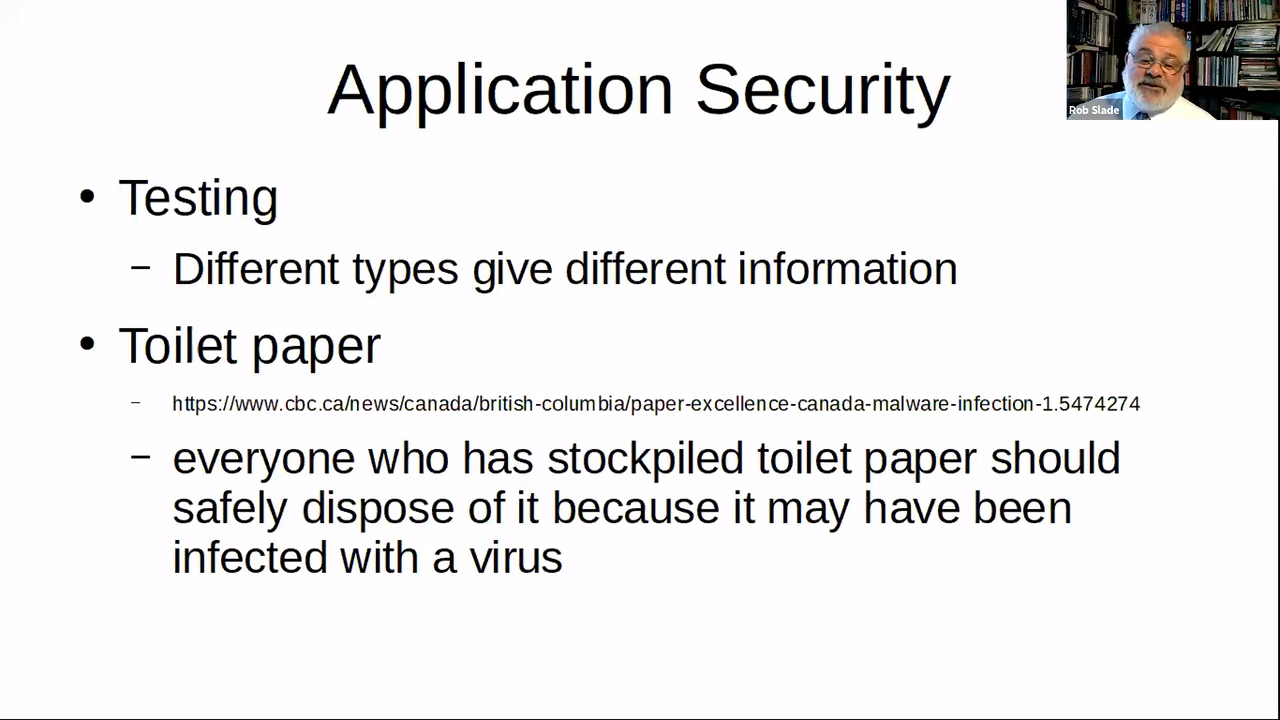 Application Security
Rob Slade
• Testing
– Different types give different information
• Toilet paper
– https://www.cbc.ca/news/canada/british-columbia/paper-excellence-canada-malware-infection-1.5474274
– everyone who has stockpiled toilet paper should
safely dispose of it because it may have been
infected with a virus